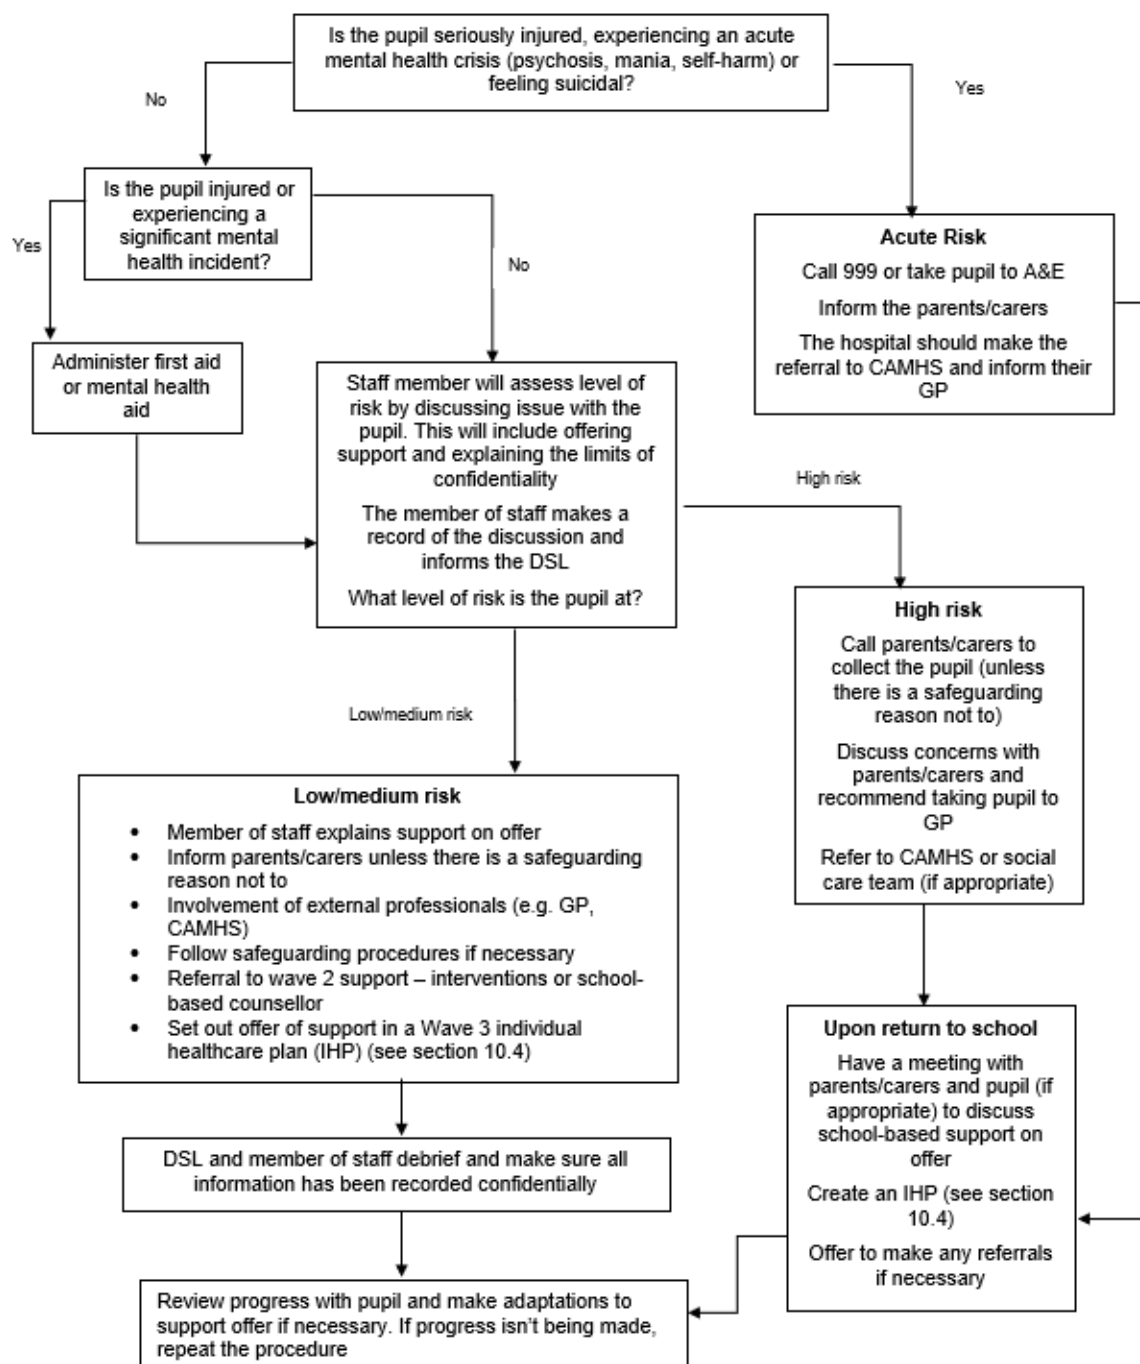 Is the pupil seriously injured, experiencing an acute
mental health crisis (psychosis, mania, self-harm) or
feeling suicidal?
No
Yes
Is the pupil injured or
experiencing a
significant mental
health incident?
Yes
No
Acute Risk
Call 999 or take pupil to A&E
Inform the parents/carers
The hospital should make the
referral to CAMHS and inform their
GP
Administer first aid
or mental health
aid
Staff member will assess level of
risk by discussing issue with the
pupil. This will include offering
support and explaining the limits of
confidentiality
The member of staff makes a
record of the discussion and
informs the DSL
What level of risk is the pupil at?
High risk
High risk
Call parents/carers to
collect the pupil (unless
there is a safeguarding
reason not to)
Discuss concerns with
parents/carers and
recommend taking pupil to
GP
Refer to CAMHS or social
care team (if appropriate)
Low/medium risk
Low/medium risk
• Member of staff explains support on offer
• Inform parents/carers unless there is a safeguarding
reason not to
• Involvement of external professionals (e.g. GP,
CAMHS)
• Follow safeguarding procedures if necessary
• Referral to wave 2 support – interventions or school-
based counsellor
• Set out offer of support in a Wave 3 individual
healthcare plan (IHP) (see section 10.4)
Upon return to school
Have a meeting with
parents/carers and pupil (if
appropriate) to discuss
school-based support on
offer
Create an IHP (see section
10.4)
Offer to make any referrals
if necessary
DSL and member of staff debrief and make sure all
information has been recorded confidentially
Review progress with pupil and make adaptations to
support offer if necessary. If progress isn't being made,
repeat the procedure